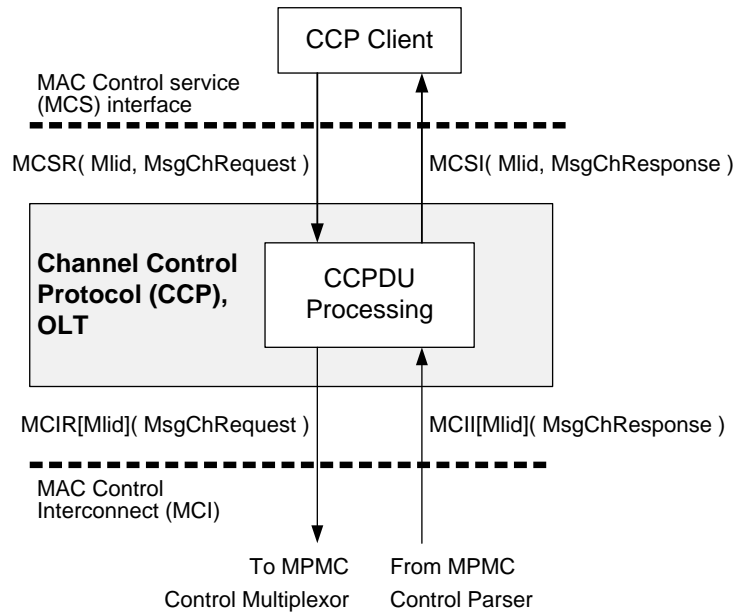 CCP Client
MAC Control service
(MCS) interface
MCSR( Mlid, MsgChRequest )
MCSI( Mlid, MsgChResponse )
Channel Control
Protocol (CCP),
OLT
CCPDU
Processing
MCIR[Mlid]( MsgChRequest )
MCII[Mlid]( MsgChResponse )
MAC Control
Interconnect (MCI)
To MPMC
Control Multiplexor
From MPMC
Control Parser